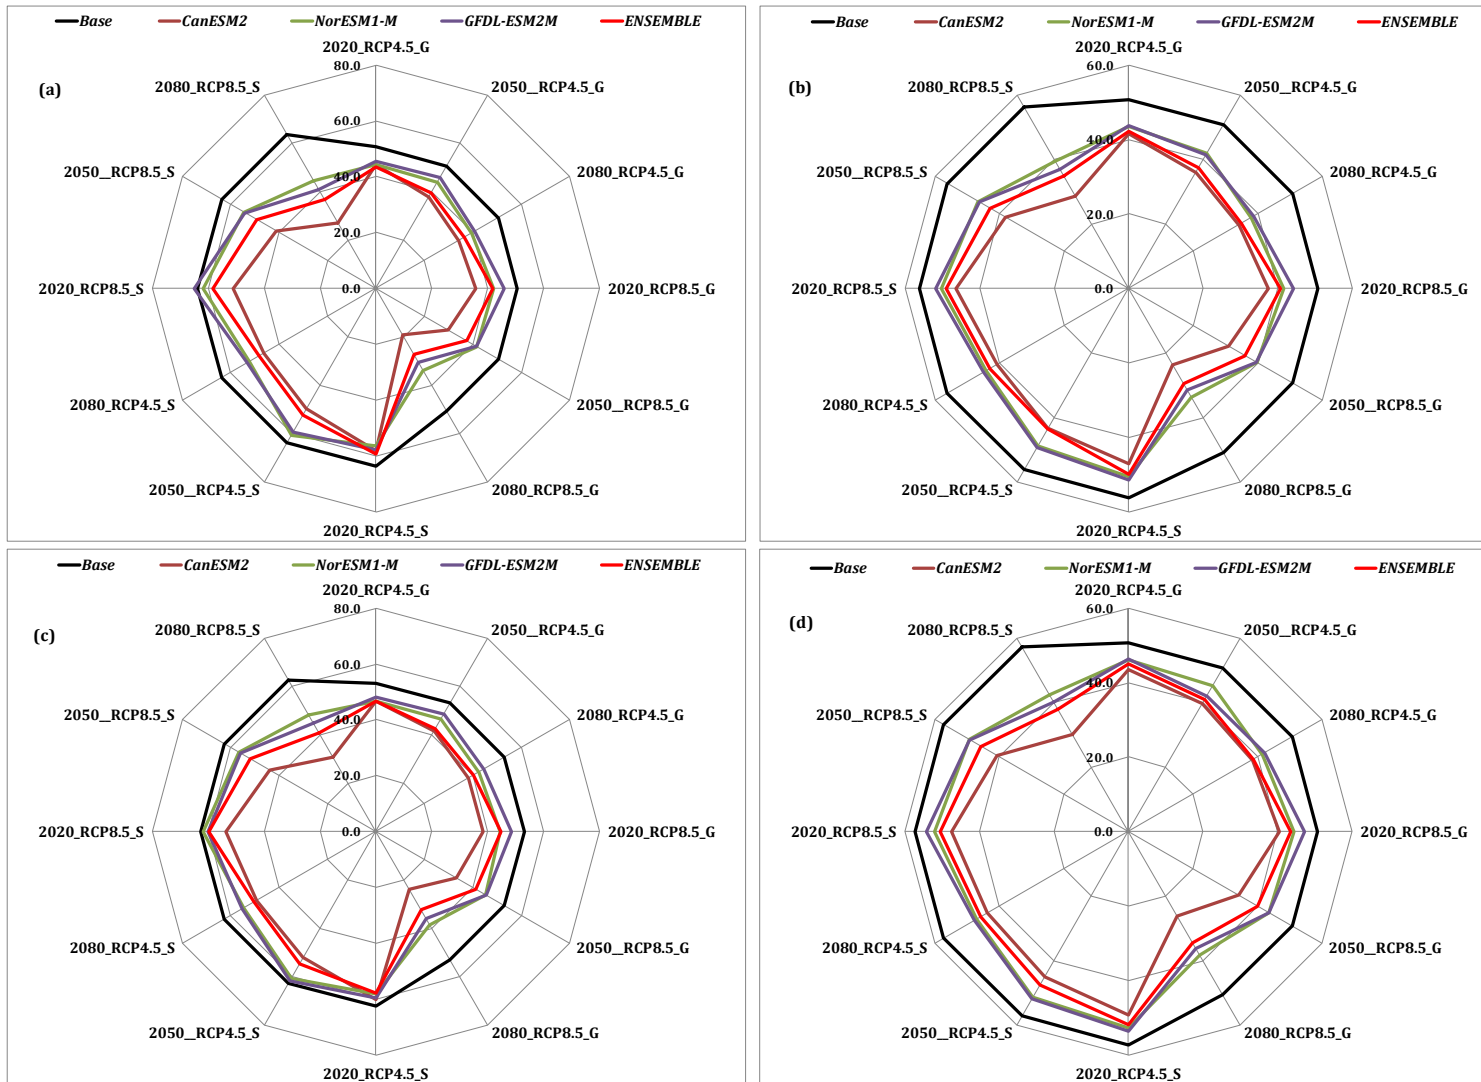 Base CanESM2 NorESM1-M GFDL-ESM2M ENSEMBLE
2020_RCP4.5_G
80.0
2080_RCP8.5_S 2050__RCP4.5_G
(a)
60.0
2050__RCP8.5_S 2080_RCP4.5_G
40.0
20.0
2020_RCP8.5_S 0.0 2020_RCP8.5_G
2080_RCP4.5_S 2050__RCP8.5_G
2050__RCP4.5_S 2080_RCP8.5_G
2020_RCP4.5_S
Base CanESM2 NorESM1-M GFDL-ESM2M ENSEMBLE
2020_RCP4.5_G
60.0
2080_RCP8.5_S 2050__RCP4.5_G
(b)
40.0
2050__RCP8.5_S 2080_RCP4.5_G
20.0
2020_RCP8.5_S 0.0 2020_RCP8.5_G
2080_RCP4.5_S 2050__RCP8.5_G
2050__RCP4.5_S 2080_RCP8.5_G
2020_RCP4.5_S
Base CanESM2 NorESM1-M GFDL-ESM2M ENSEMBLE
2020_RCP4.5_G
80.0
2080_RCP8.5_S 2050__RCP4.5_G
(c)
60.0
2050__RCP8.5_S 2080_RCP4.5_G
40.0
20.0
2020_RCP8.5_S 0.0 2020_RCP8.5_G
2080_RCP4.5_S 2050__RCP8.5_G
2050__RCP4.5_S 2080_RCP8.5_G
2020_RCP4.5_S
Base CanESM2 NorESM1-M GFDL-ESM2M ENSEMBLE
2020_RCP4.5_G
60.0
(d)
2080_RCP8.5_S 2050__RCP4.5_G
40.0
2050__RCP8.5_S 2080_RCP4.5_G
20.0
2020_RCP8.5_S 0.0 2020_RCP8.5_G
2080_RCP4.5_S 2050__RCP8.5_G
2050__RCP4.5_S 2080_RCP8.5_G
2020_RCP4.5_S